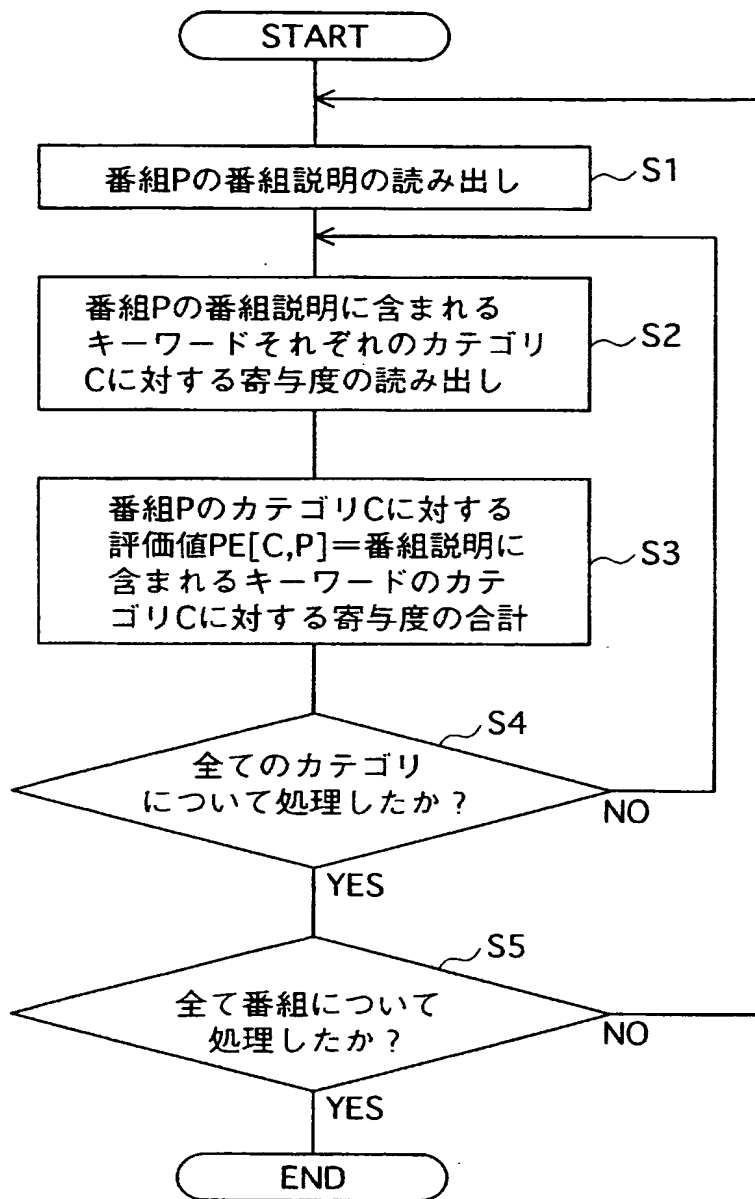 START
番組Pの番組説明の読み出し
S1
番組Pの番組説明に含まれる
キーワードそれぞれのカテゴリ
Cに対する寄与度の読み出し
S2
番組PのカテゴリCに対する
評価値PE[C,P]＝番組説明に
含まれるキーワードのカテ
ゴリCに対する寄与度の合計
S3
S4
全てのカテゴリ
について処理したか？
NO
YES
S5
全て番組について
処理したか？
NO
YES
END